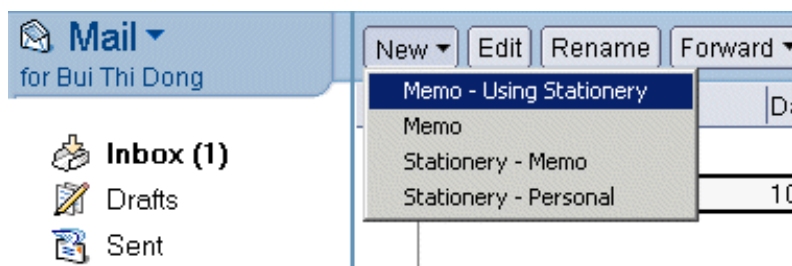 Mail
for Bui Thi Dong
Inbox (1)
Drafts
Sent
New Edit Rename Forward
Memo - Using Stationery
Memo
Stationery - Memo
Stationery - Personal